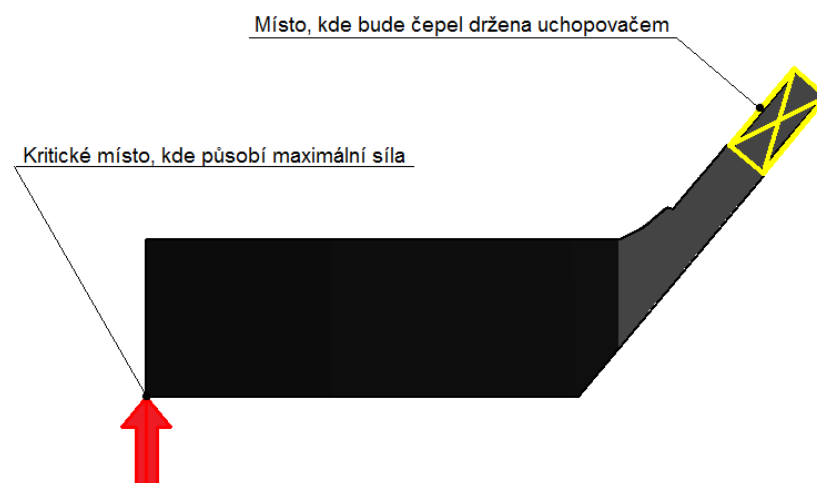 Místo, kde bude čepel držena uchopovačem
Kritické místo, kde působí maximální síla